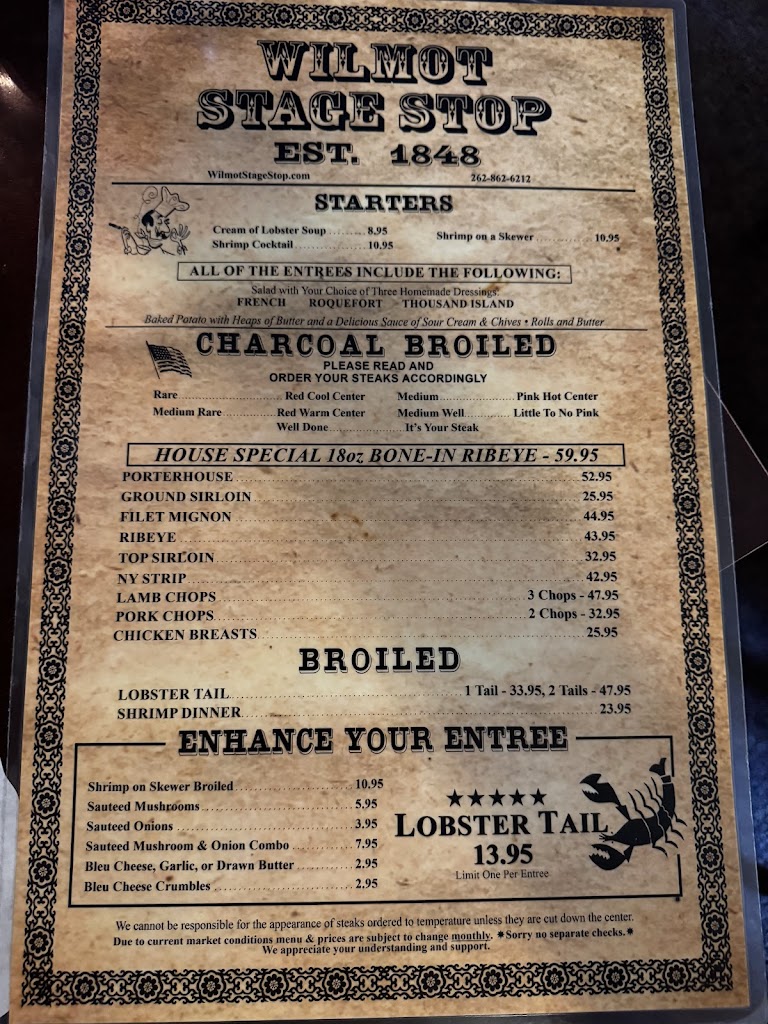 WILMOT
STAGE STOP
EST. 1848
WilmotStageStop.com 262-862-6212
STARTERS
Cream of Lobster Soup 8.95
Shrimp Cocktail 10.95
Shrimp on a Skewer 10.95
ALL OF THE ENTREES INCLUDE THE FOLLOWING:
Salad with Your Choice of Three Homemade Dressings:
FRENCH ROQUEFORT THOUSAND ISLAND
Baked Potato with Heaps of Butter and a Delicious Sauce of Sour Cream & Chives • Rolls and Butter
CHARCOAL BROILED
PLEASE READ AND
ORDER YOUR STEAKS ACCORDINGLY
Rare Red Cool Center Medium Pink Hot Center
Medium Rare Red Warm Center Medium Well Little To No Pink
Well Done It's Your Steak
HOUSE SPECIAL 18oz BONE-IN RIBEYE - 59.95
PORTERHOUSE 52.95
GROUND SIRLOIN 25.95
FILET MIGNON 44.95
RIBEYE 43.95
TOP SIRLOIN 32.95
NY STRIP 42.95
LAMB CHOPS 3 Chops - 47.95
PORK CHOPS 2 Chops - 32.95
CHICKEN BREASTS 25.95
BROILED
LOBSTER TAIL 1 Tail - 33.95, 2 Tails - 47.95
SHRIMP DINNER 23.95
ENHANCE YOUR ENTREE
Shrimp on Skewer Broiled 10.95
Sauteed Mushrooms 5.95
Sauteed Onions 3.95
Sauteed Mushroom & Onion Combo 7.95
Bleu Cheese, Garlic, or Drawn Butter 2.95
Bleu Cheese Crumbles 2.95
★★★★★
LOBSTER TAIL
13.95
Limit One Per Entree
We cannot be responsible for the appearance of steaks ordered to temperature unless they are cut down the center.
Due to current market conditions menu & prices are subject to change monthly. *Sorry no separate checks.*
We appreciate your understanding and support.